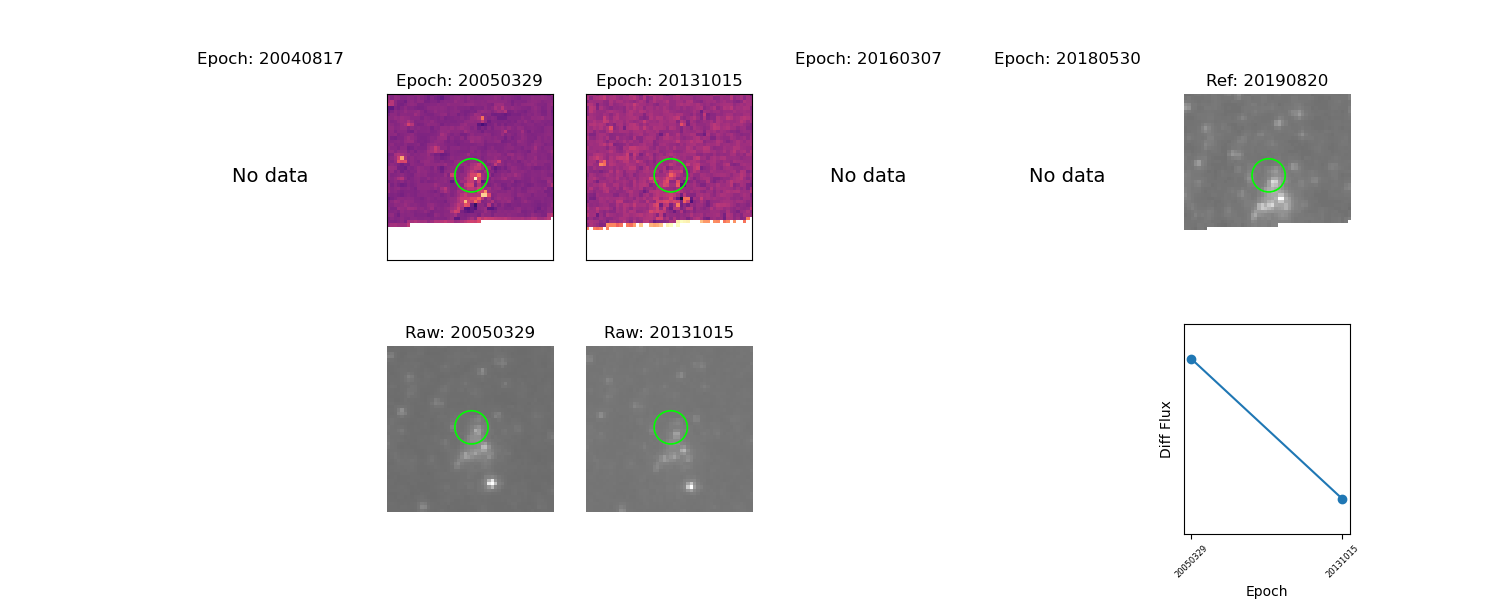 Epoch: 20040817
Epoch: 20160307
Epoch: 20180530
Epoch: 20050329
Epoch: 20131015
Ref: 20190820
No data
No data
No data
Raw: 20050329
Raw: 20131015
Diff Flux
20050329
20131015
Epoch